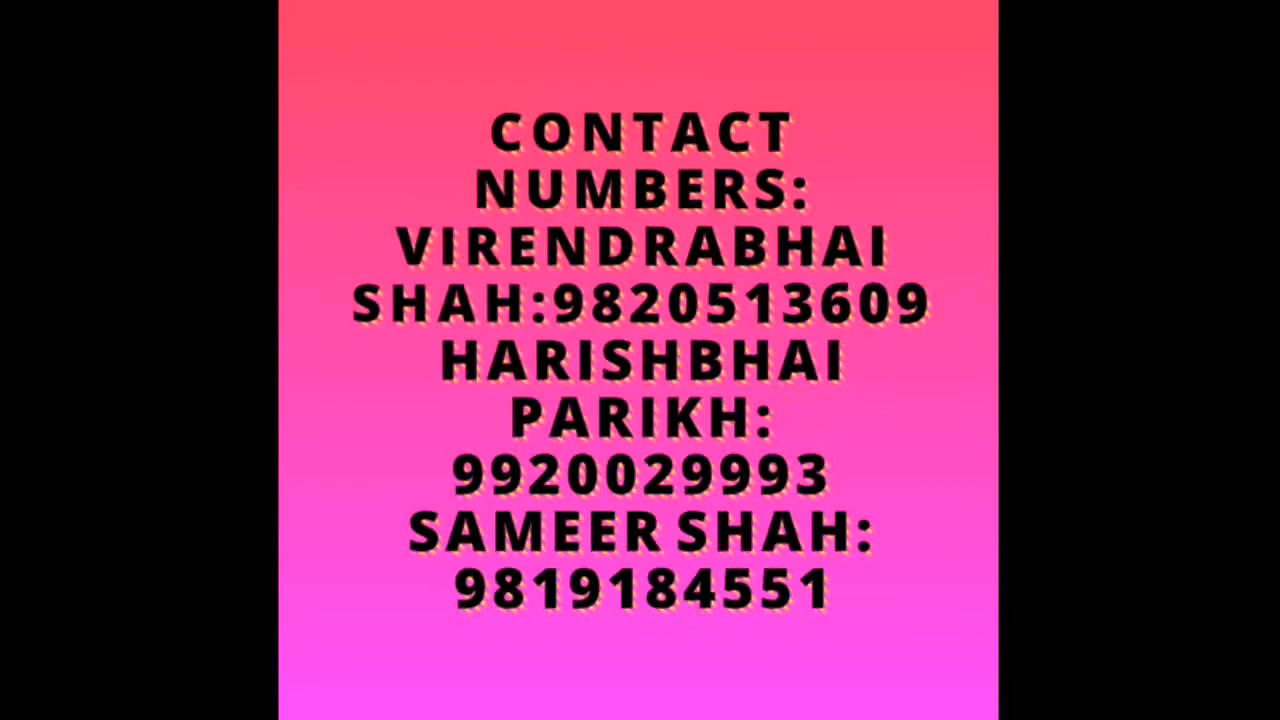 CONTACT
NUMBERS:
VIRENDRABHAI
SHAH:9820513609
HARISHBHAI
PARIKH:
9920029993
SAMEER SHAH:
9819184551